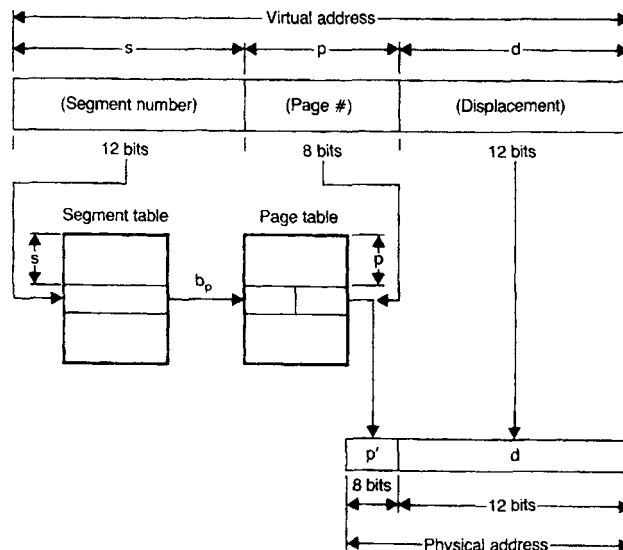 Virtual address
s p d
(Segment number) (Page #) (Displacement)
12 bits 8 bits 12 bits
Segment table Page table
s p
b_p
p' d
8 bits 12 bits
Physical address